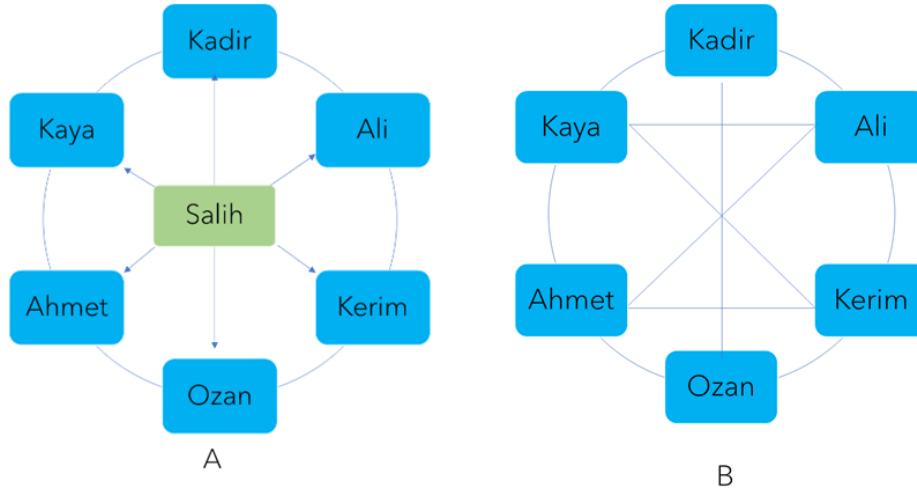 Kadir
Kaya
Ali
Salih
Ahmet
Kerim
Ozan
A
Kadir
Kaya
Ali
Ahmet
Kerim
Ozan
B